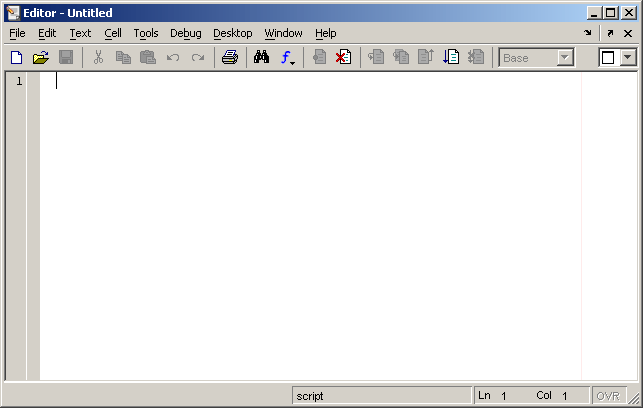 Editor - Untitled
File Edit Text Cell Tools Debug Desktop Window Help
f Base
1
script Ln 1 Col 1 OVR